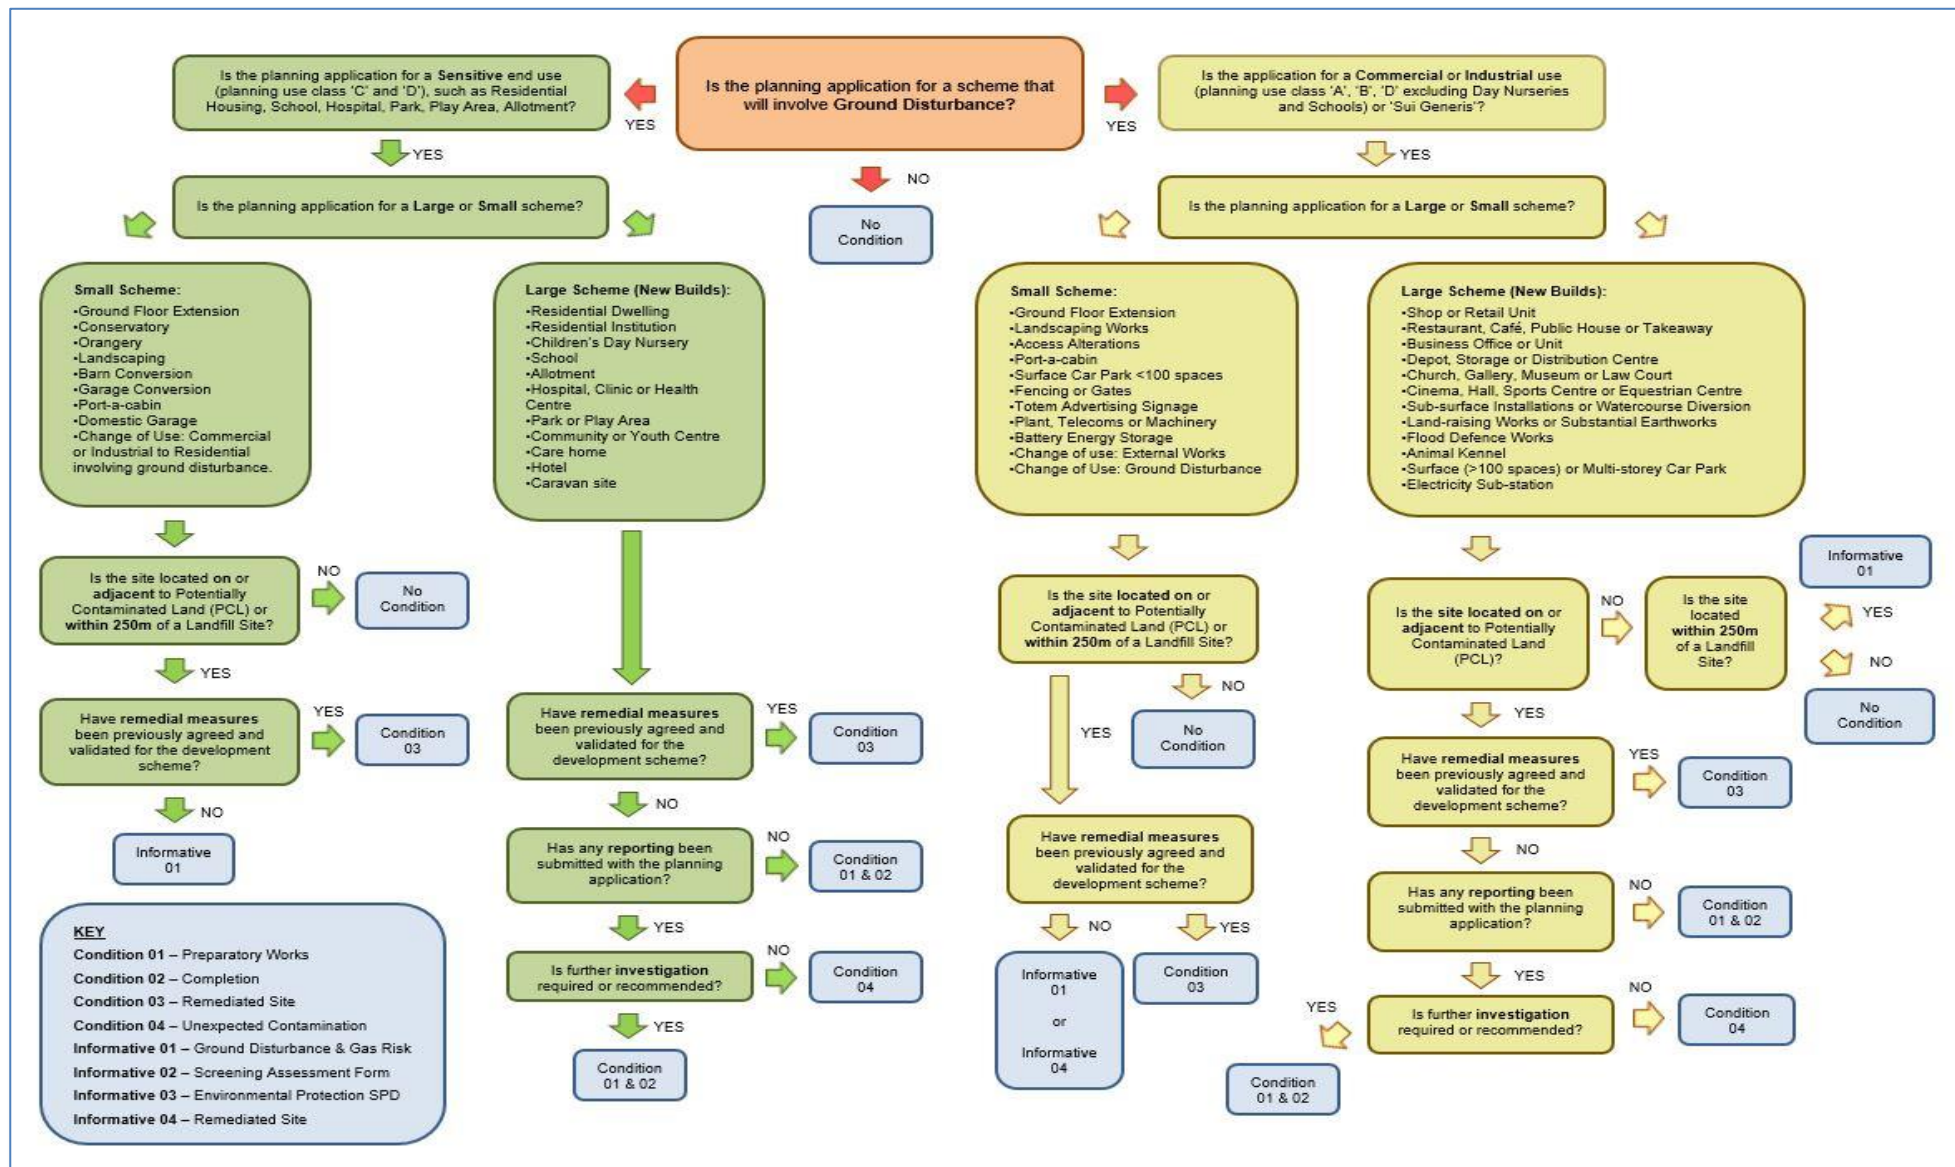 Is the planning application for a scheme that
will involve Ground Disturbance?
YES
YES
NO
No
Condition
Is the planning application for a Sensitive end use
(planning use class 'C' and 'D'), such as Residential
Housing, School, Hospital, Park, Play Area, Allotment?
YES
Is the planning application for a Large or Small scheme?
Small Scheme:
•Ground Floor Extension
•Conservatory
•Orangery
•Landscaping
•Barn Conversion
•Garage Conversion
•Port-a-cabin
•Domestic Garage
•Change of Use: Commercial
or Industrial to Residential
involving ground disturbance.
Is the site located on or
adjacent to Potentially
Contaminated Land (PCL) or
within 250m of a Landfill Site?
NO
No
Condition
YES
Have remedial measures
been previously agreed and
validated for the development
scheme?
YES
Condition
03
NO
Informative
01
Large Scheme (New Builds):
•Residential Dwelling
•Residential Institution
•Children's Day Nursery
•School
•Allotment
•Hospital, Clinic or Health
Centre
•Park or Play Area
•Community or Youth Centre
•Care home
•Hotel
•Caravan site
Have remedial measures
been previously agreed and
validated for the
development scheme?
YES
Condition
03
NO
Has any reporting been
submitted with the planning
application?
NO
Condition
01 & 02
YES
Is further investigation
required or recommended?
NO
Condition
04
YES
Condition
01 & 02
Is the application for a Commercial or Industrial use
(planning use class 'A', 'B', 'D' excluding Day Nurseries
and Schools) or 'Sui Generis'?
YES
Is the planning application for a Large or Small scheme?
Small Scheme:
•Ground Floor Extension
•Landscaping Works
•Access Alterations
•Port-a-cabin
•Surface Car Park <100 spaces
•Fencing or Gates
•Totem Advertising Signage
•Plant, Telecoms or Machinery
•Battery Energy Storage
•Change of use: External Works
•Change of Use: Ground Disturbance
Is the site located on or
adjacent to Potentially
Contaminated Land (PCL) or
within 250m of a Landfill Site?
NO
No
Condition
YES
Have remedial measures
been previously agreed and
validated for the
development scheme?
NO
Informative
01
or
Informative
04
YES
Condition
03
Large Scheme (New Builds):
•Shop or Retail Unit
•Restaurant, Café, Public House or Takeaway
•Business Office or Unit
•Depot, Storage or Distribution Centre
•Church, Gallery, Museum or Law Court
•Cinema, Hall, Sports Centre or Equestrian Centre
•Sub-surface Installations or Watercourse Diversion
•Land-raising Works or Substantial Earthworks
•Flood Defence Works
•Animal Kennel
•Surface (>100 spaces) or Multi-storey Car Park
•Electricity Sub-station
Is the site located on or
adjacent to Potentially
Contaminated Land
(PCL)?
NO
Is the site
located
within 250m
of a Landfill
Site?
Informative
01
YES
NO
No
Condition
YES
Have remedial measures
been previously agreed and
validated for the
development scheme?
YES
Condition
03
NO
Has any reporting been
submitted with the planning
application?
NO
Condition
01 & 02
YES
Is further investigation
required or recommended?
NO
Condition
04
YES
Condition
01 & 02
KEY
Condition 01 – Preparatory Works
Condition 02 – Completion
Condition 03 – Remediated Site
Condition 04 – Unexpected Contamination
Informative 01 – Ground Disturbance & Gas Risk
Informative 02 – Screening Assessment Form
Informative 03 – Environmental Protection SPD
Informative 04 – Remediated Site